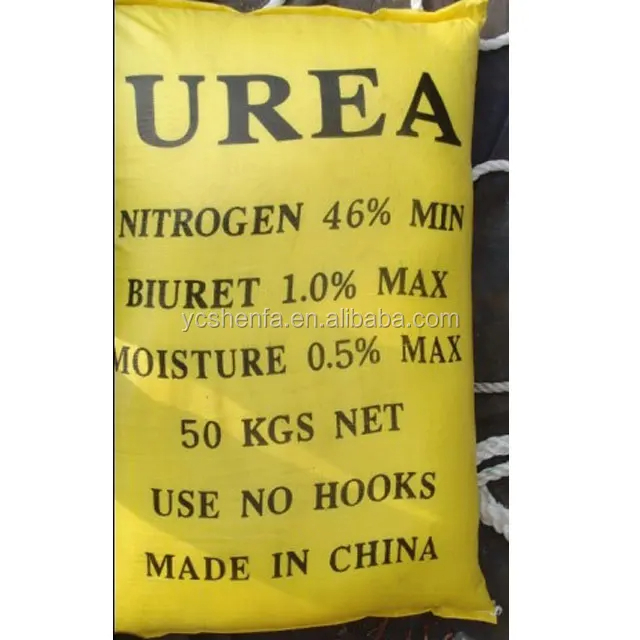 UREA
NITROGEN 46% MIN
BIURET 1.0% MAX
ycshenfa.en.alibaba.com
MOISTURE 0.5% MAX
50 KGS NET
USE NO HOOKS
MADE IN CHINA